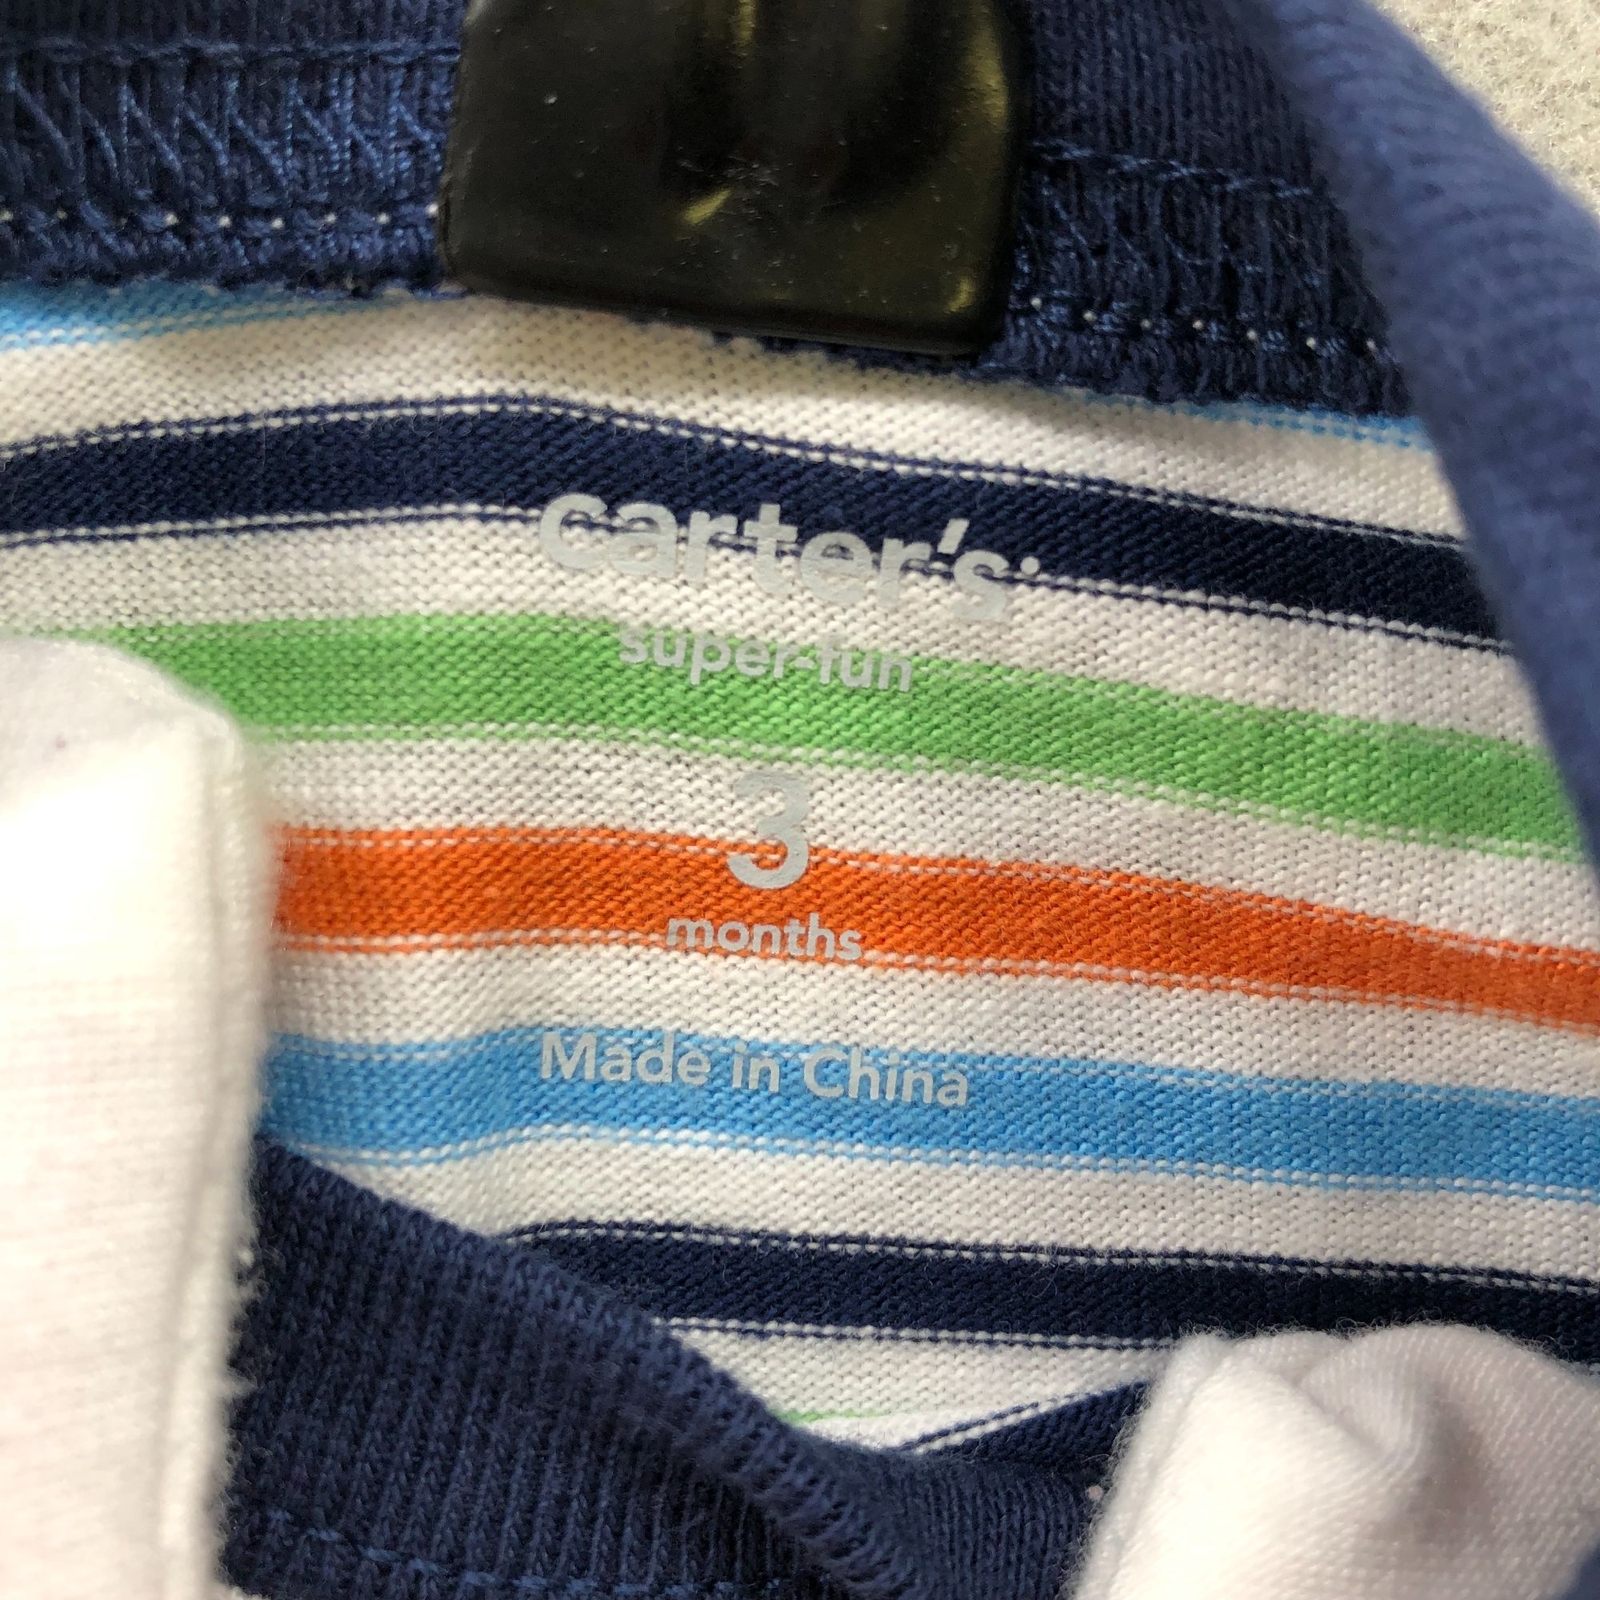 carter's
super-fun
3
months
Made in China